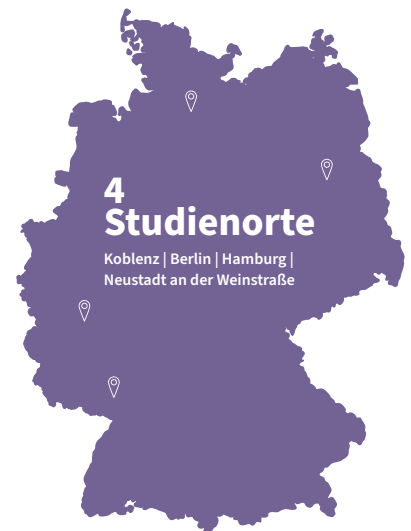 4
Studienorte
Koblenz | Berlin | Hamburg |
Neustadt an der Weinstraße